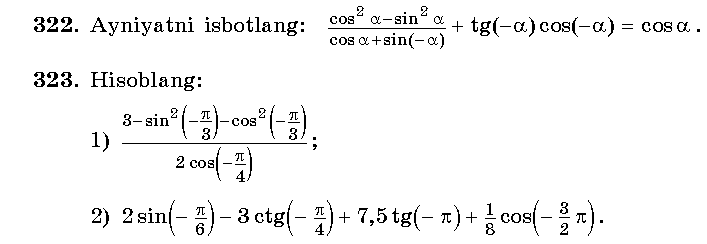 322. Ayniyatni isbotlang: $\frac{\cos^2 \alpha - \sin^2 \alpha}{\cos \alpha + \sin(-\alpha)} + \operatorname{tg}(-\alpha)\cos(-\alpha) = \cos \alpha$.
323. Hisoblang:
1) $\frac{3 - \sin^2\left(-\frac{\pi}{3}\right) - \cos^2\left(-\frac{\pi}{3}\right)}{2\cos\left(-\frac{\pi}{4}\right)}$;
2) $2\sin\left(-\frac{\pi}{6}\right) - 3\operatorname{ctg}\left(-\frac{\pi}{4}\right) + 7,5\operatorname{tg}(-\pi) + \frac{1}{8}\cos\left(-\frac{3}{2}\pi\right)$.